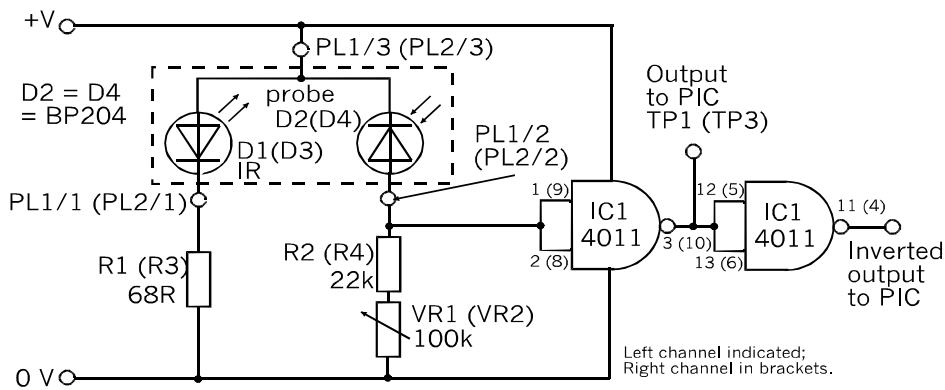 +V
PL1/3 (PL2/3)
D2 = D4
= BP204
probe
D2(D4)
D1(D3)
IR
PL1/2
(PL2/2)
Output
to PIC
TP1 (TP3)
PL1/1 (PL2/1)
1 (9)
2 (8)
IC1
4011
3 (10)
12 (5)
13 (6)
IC1
4011
11 (4)
Inverted
output
to PIC
R1 (R3)
68R
R2 (R4)
22k
VR1 (VR2)
100k
0 V
Left channel indicated;
Right channel in brackets.